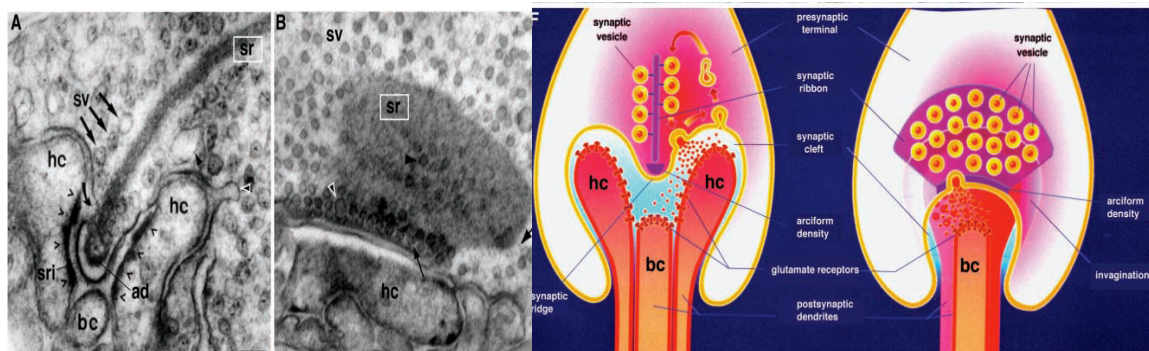 A
sr
sv
hc
hc
sri
ad
bc
B
sv
sr
hc
synaptic
vesicle
presynaptic
terminal
synaptic
ribbon
synaptic
cleft
hc
hc
arciform
density
bc
glutamate receptors
synaptic
postsynaptic
dendrites
synaptic
vesicle
arciform
density
bc
invagination